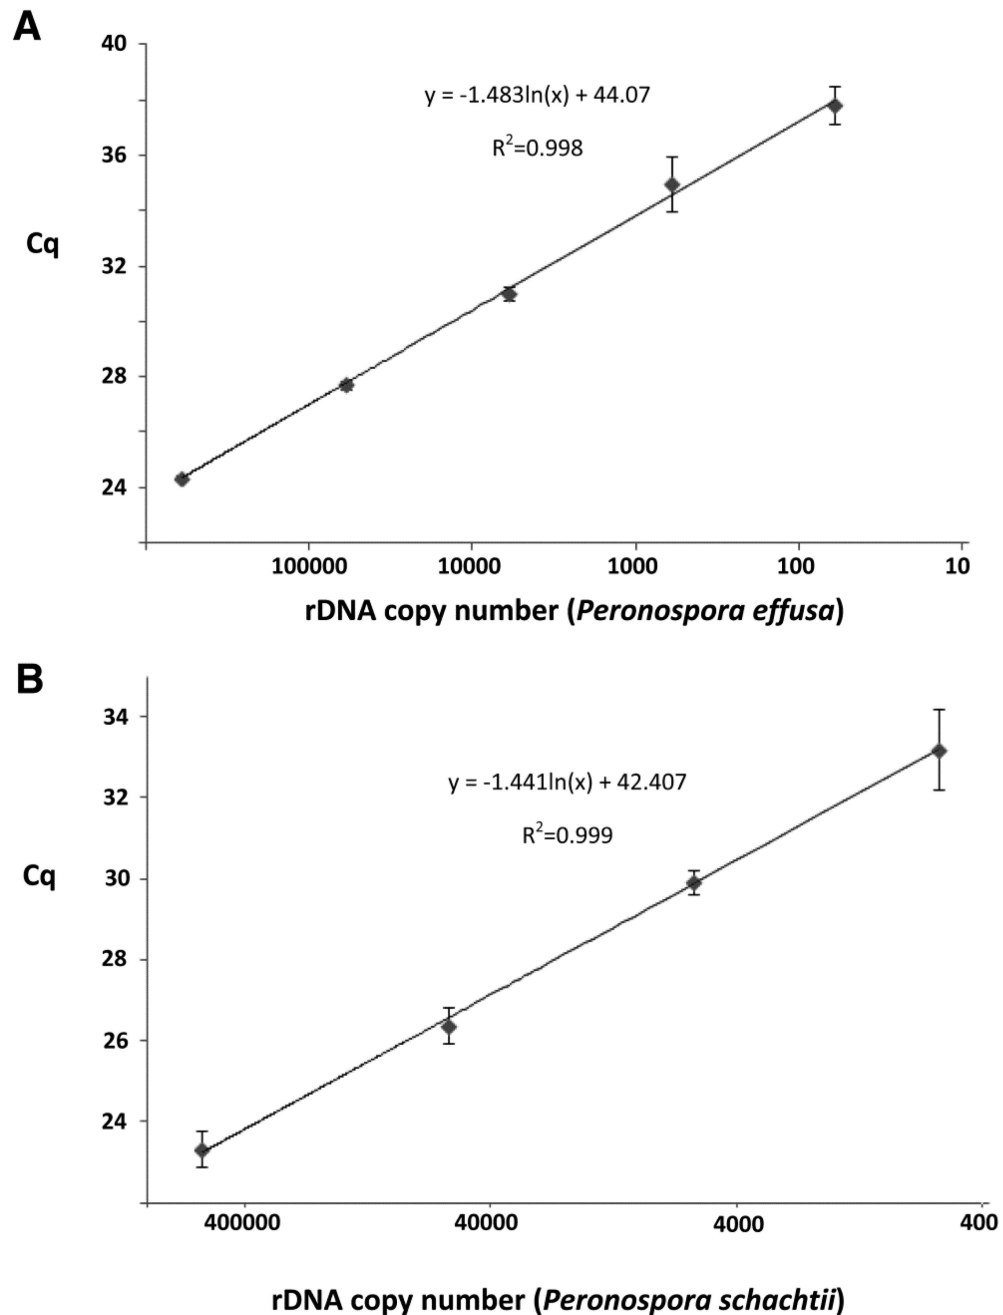 A
40
y = -1.483ln(x) + 44.07
R²=0.998
36
Cq
32
28
24
100000 10000 1000 100 10
rDNA copy number (Peronospora effusa)
B
34
y = -1.441ln(x) + 42.407
32
R²=0.999
Cq
30
28
26
24
400000 40000 4000 400
rDNA copy number (Peronospora schachtii)